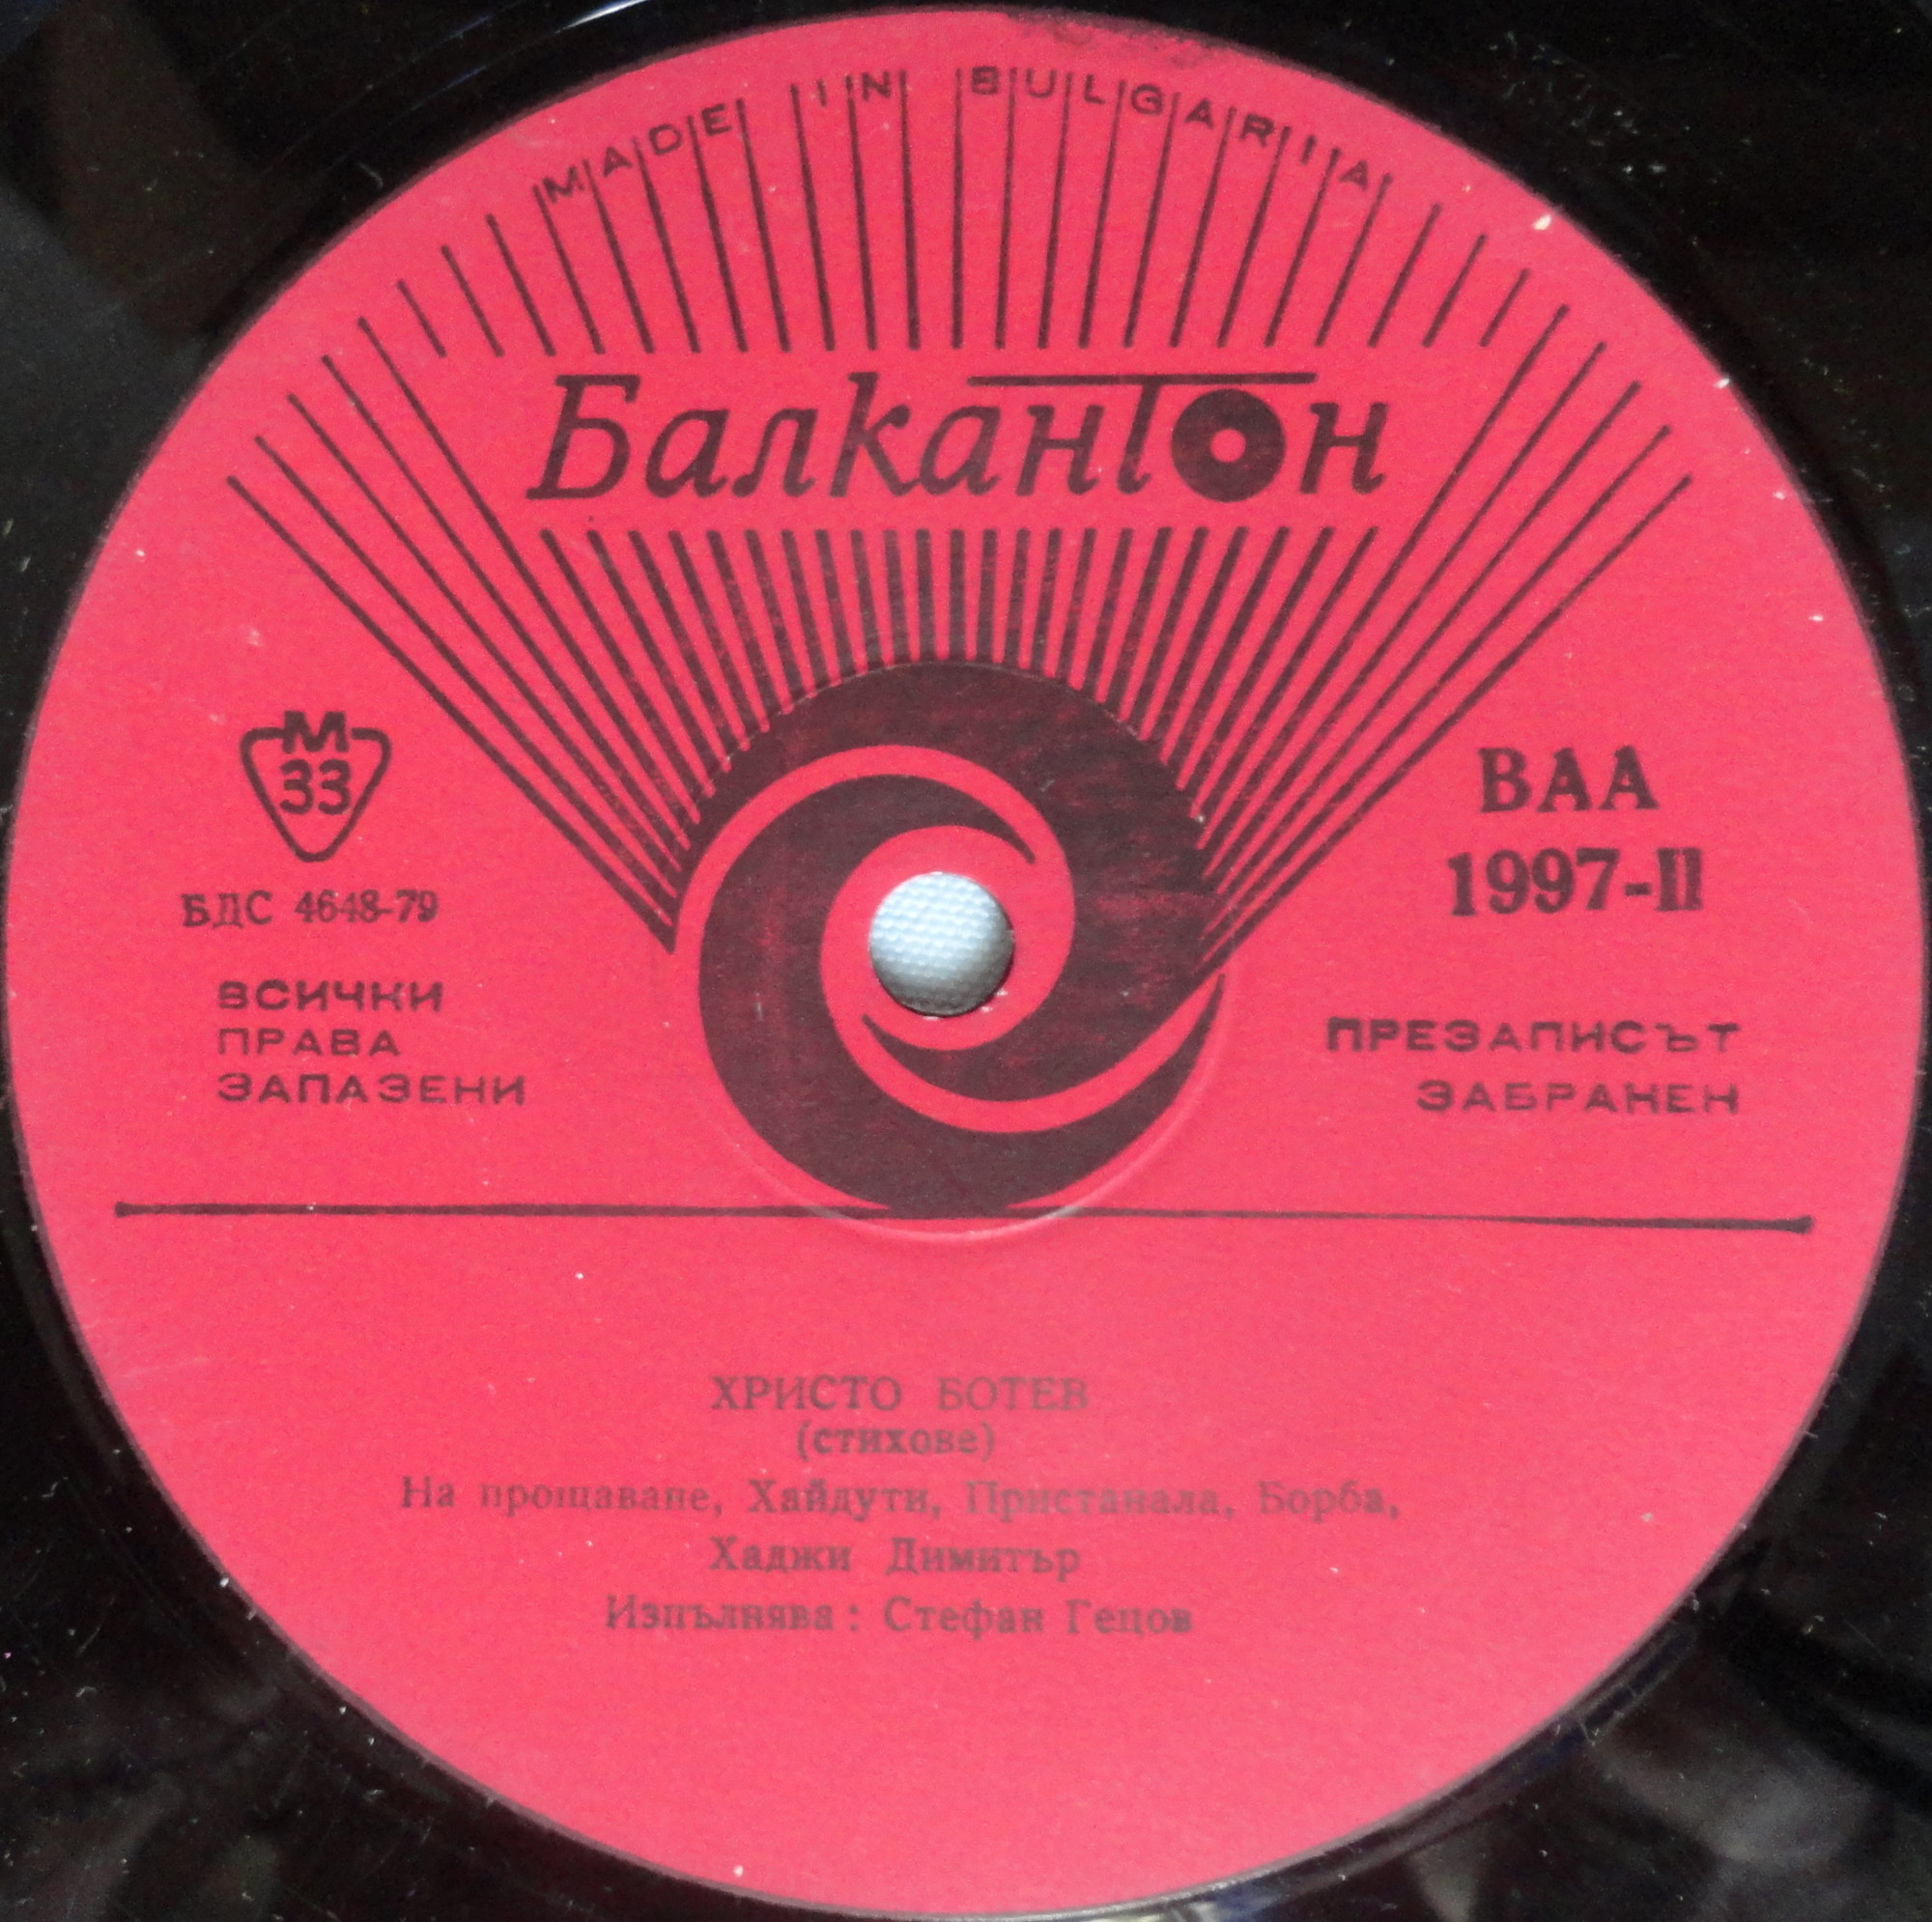 MADE IN BULGARIA
Балкантон
М
33
БДС 4648-79
ВСИЧКИ
ПРАВА
ЗАПАЗЕНИ
ВАА
1997-II
ПРЕЗАПИСЪТ
ЗАБРАНЕН
ХРИСТО БОТЕВ
(стихове)
На прощаване, Хайдути, Пристанала, Борба,
Хаджи Димитър
Изпълнява: Стефан Гецов